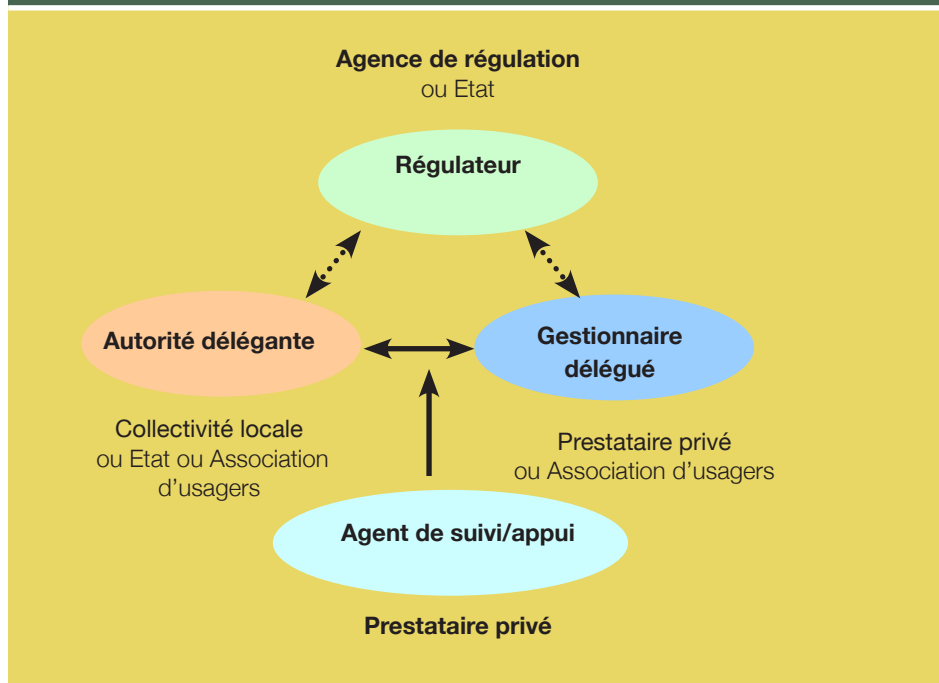 Agence de régulation
ou Etat
Régulateur
Autorité délégante
Gestionnaire
délégué
Collectivité locale
ou Etat ou Association
d’usagers
Prestataire privé
ou Association d’usagers
Agent de suivi/appui
Prestataire privé